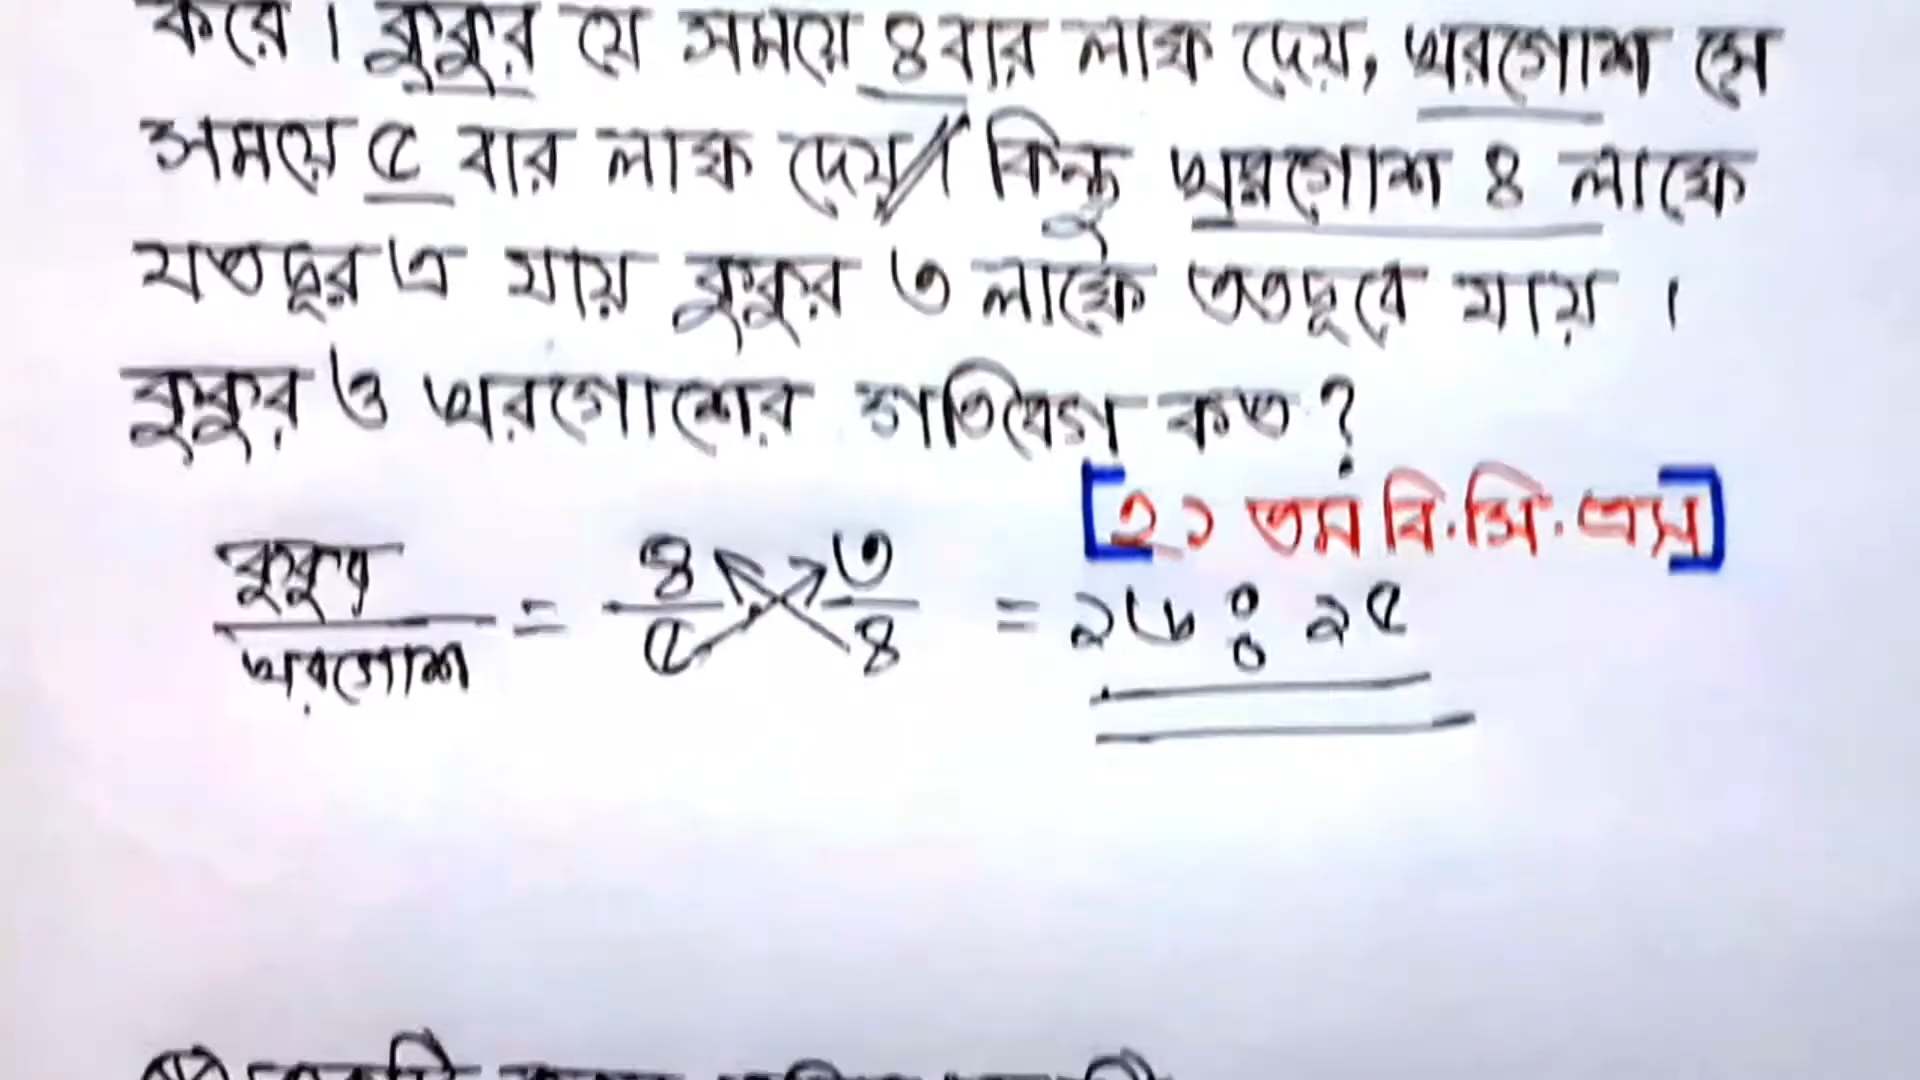 করে। কুকুর যে সময়ে ৪বার লাফ দেয়, খরগোশ সে
সময়ে ৫ বার লাফ দেয়। কিন্তু খরগোশ ৪ লাফে
যতদূর এ যায় কুকুর ৩ লাফে ততদূরে যায় ।
কুকুর ও খরগোশের গতিবেগ কত?
[২১ তম বি.সি.এস]
কুকুর/খরগোশ = ৪/৫ ৩/৪ = ১৬ : ১৫